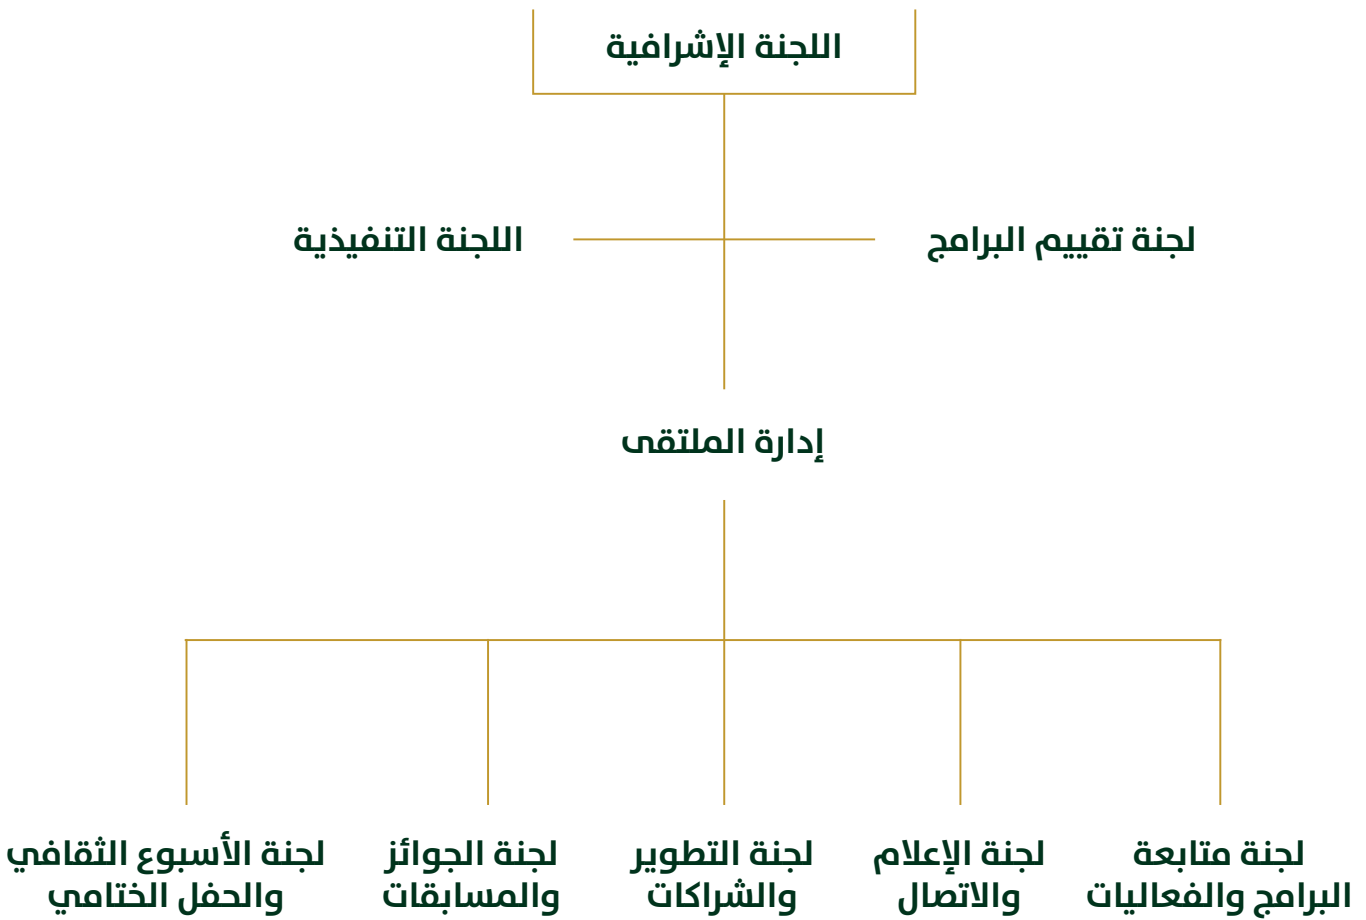 اللجنة الإشرافية
لجنة تقييم البرامج
اللجنة التنفيذية
إدارة الملتقى
لجنة متابعة
البرامج والفعاليات
لجنة الإعلام
والاتصال
لجنة التطوير
والشراكات
لجنة الجوائز
والمسابقات
لجنة الأسبوع الثقافي
والحفل الختامي